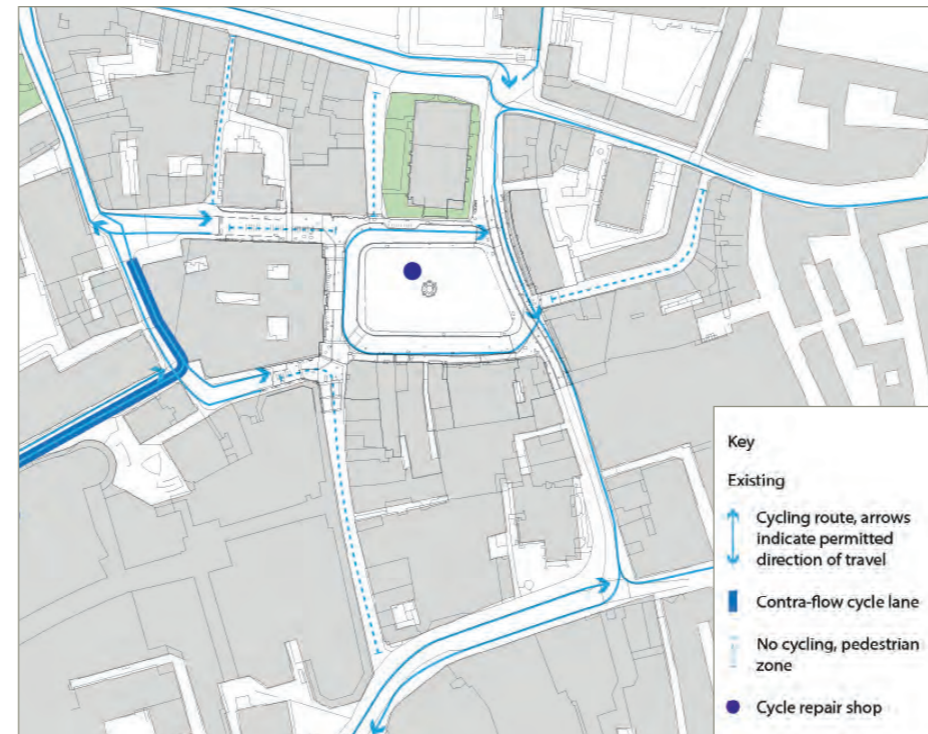 Key
Existing
Cycling route, arrows
indicate permitted
direction of travel
Contra-flow cycle lane
No cycling, pedestrian
zone
Cycle repair shop